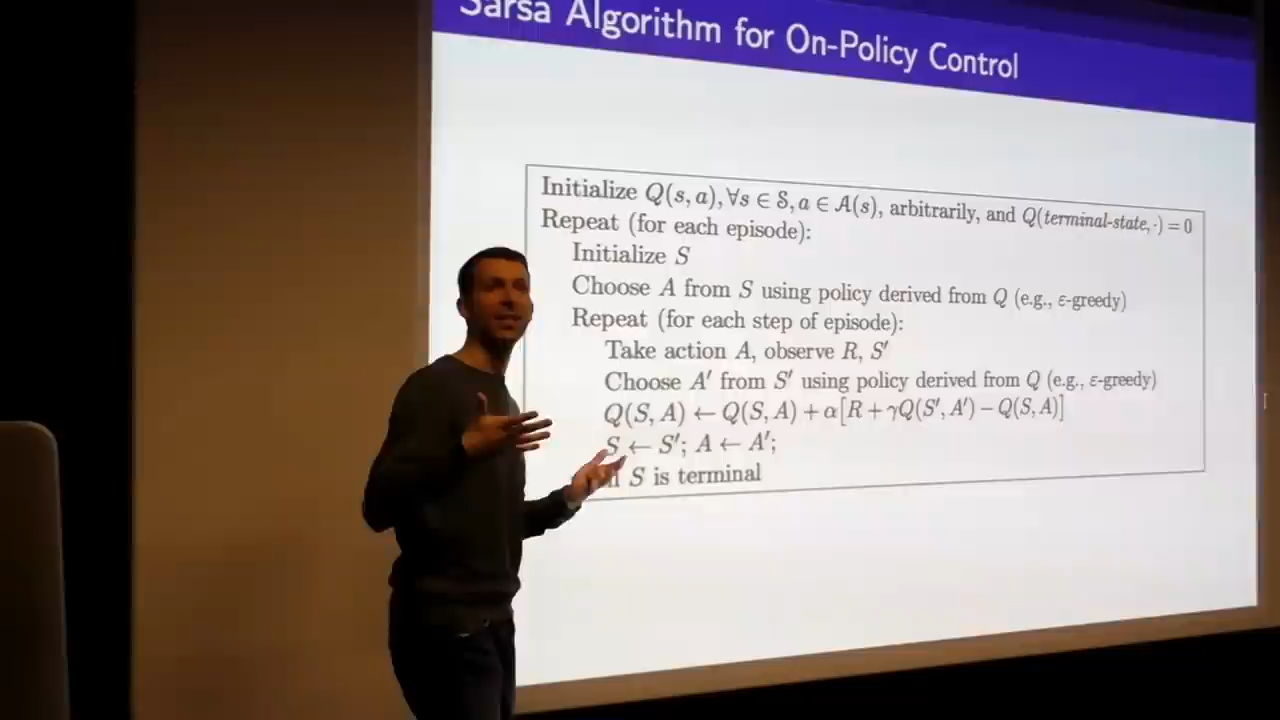 Sarsa Algorithm for On-Policy Control
Initialize Q(s, a), ∀s ∈ S, a ∈ A(s), arbitrarily, and Q(terminal-state, ·) = 0
Repeat (for each episode):
Initialize S
Choose A from S using policy derived from Q (e.g., ε-greedy)
Repeat (for each step of episode):
Take action A, observe R, S′
Choose A′ from S′ using policy derived from Q (e.g., ε-greedy)
Q(S, A) ← Q(S, A) + α[R + γQ(S′, A′) − Q(S, A)]
S ← S′; A ← A′;
S is terminal